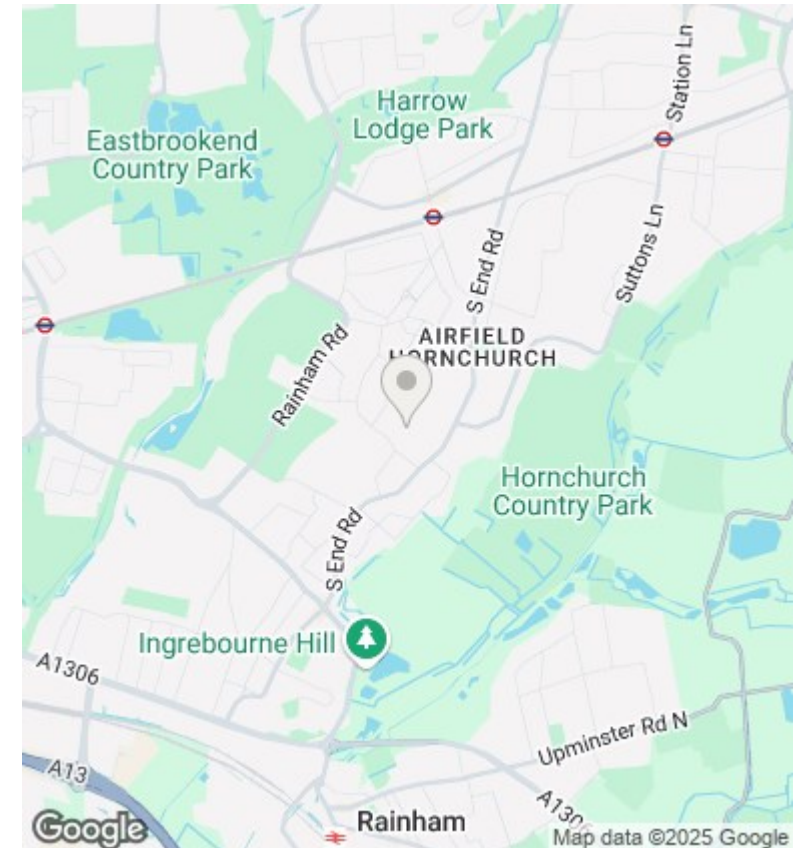 Station Ln
Harrow
Lodge Park
Eastbrookend
Country Park
Suttons Ln
S End Rd
Rainham Rd
AIRFIELD
HORNCHURCH
Hornchurch
Country Park
S End Rd
Ingrebourne Hill
A1306
Upminster Rd N
A13
A1306
Rainham
Google
Map data ©2025 Google